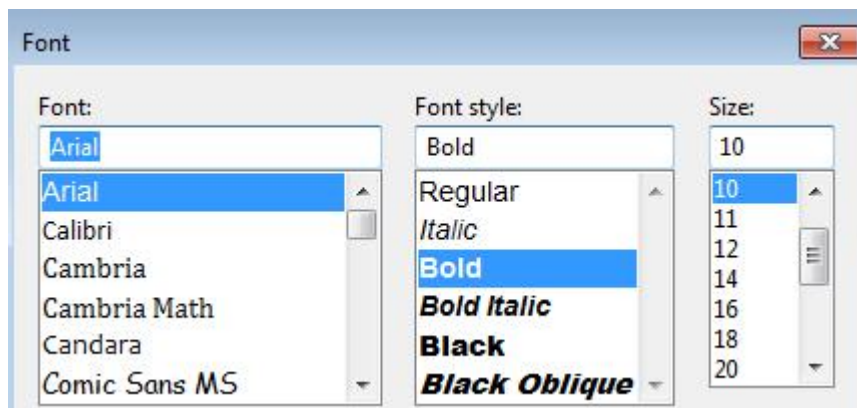 Font
Font:
Arial
Arial
Calibri
Cambria
Cambria Math
Candara
Comic Sans MS
Font style:
Bold
Regular
Italic
Bold
Bold Italic
Black
Black Oblique
Size:
10
10
11
12
14
16
18
20